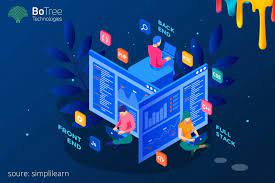 BoTree
Technologies
BACK
END
FRONT
END
FULL
STACK
soure: simplilearn